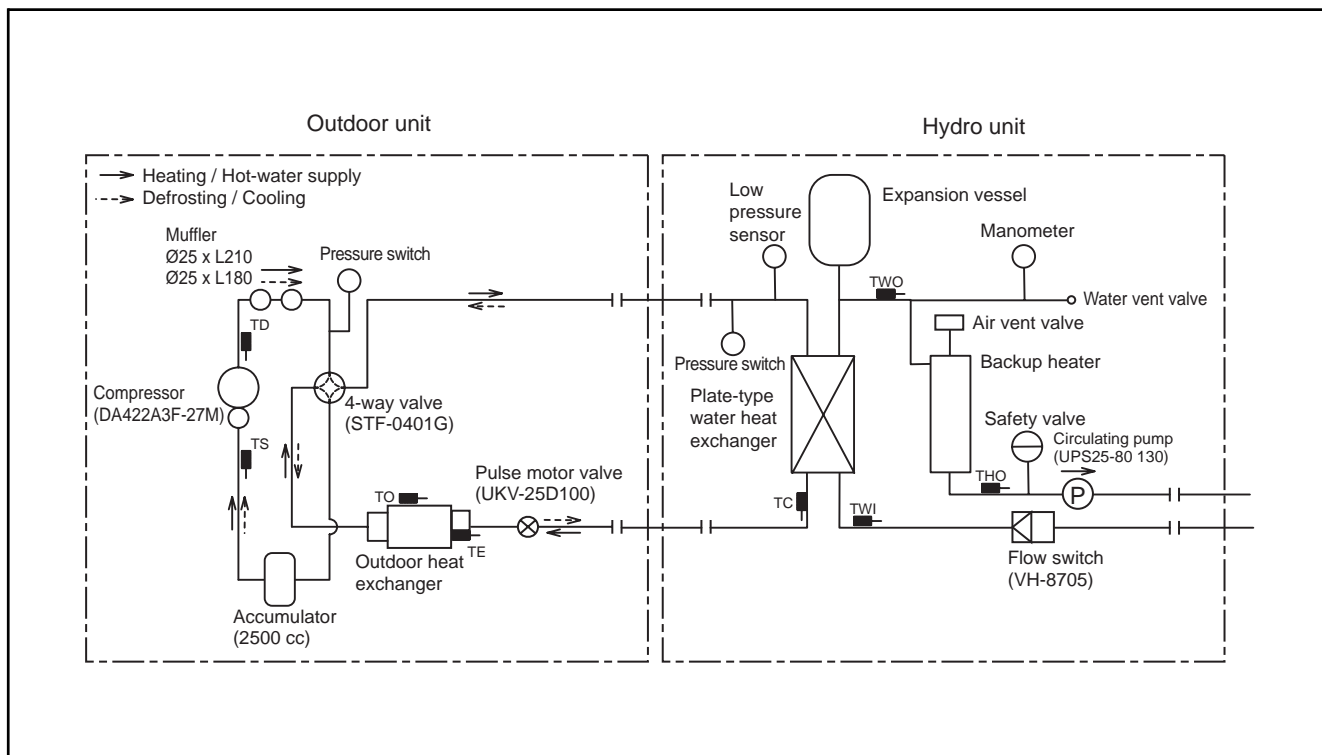 Outdoor unit
Hydro unit
Heating / Hot-water supply
Defrosting / Cooling
Muffler
Ø25 x L210
Ø25 x L180
Pressure switch
TD
Compressor
(DA422A3F-27M)
4-way valve
(STF-0401G)
TS
TO
Pulse motor valve
(UKV-25D100)
TE
Outdoor heat
exchanger
Accumulator
(2500 cc)
Low
pressure
sensor
Expansion vessel
Manometer
TWO
Water vent valve
Air vent valve
Pressure switch
Backup heater
Plate-type
water heat
exchanger
Safety valve
Circulating pump
(UPS25-80 130)
THO
P
TC
TWI
Flow switch
(VH-8705)